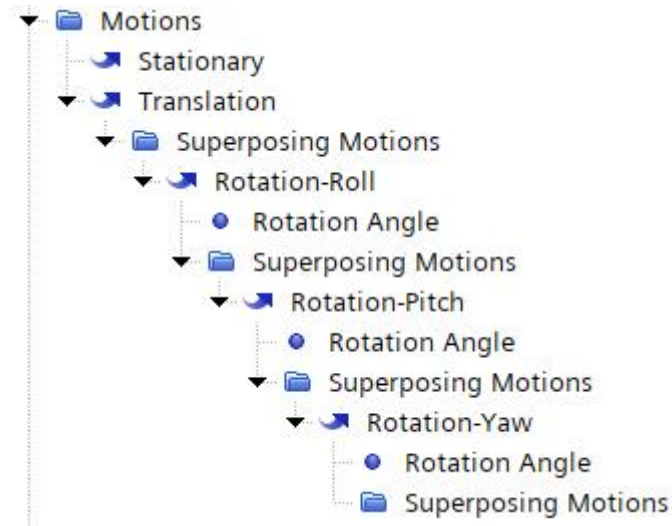 Motions
Stationary
Translation
Superposing Motions
Rotation-Roll
Rotation Angle
Superposing Motions
Rotation-Pitch
Rotation Angle
Superposing Motions
Rotation-Yaw
Rotation Angle
Superposing Motions